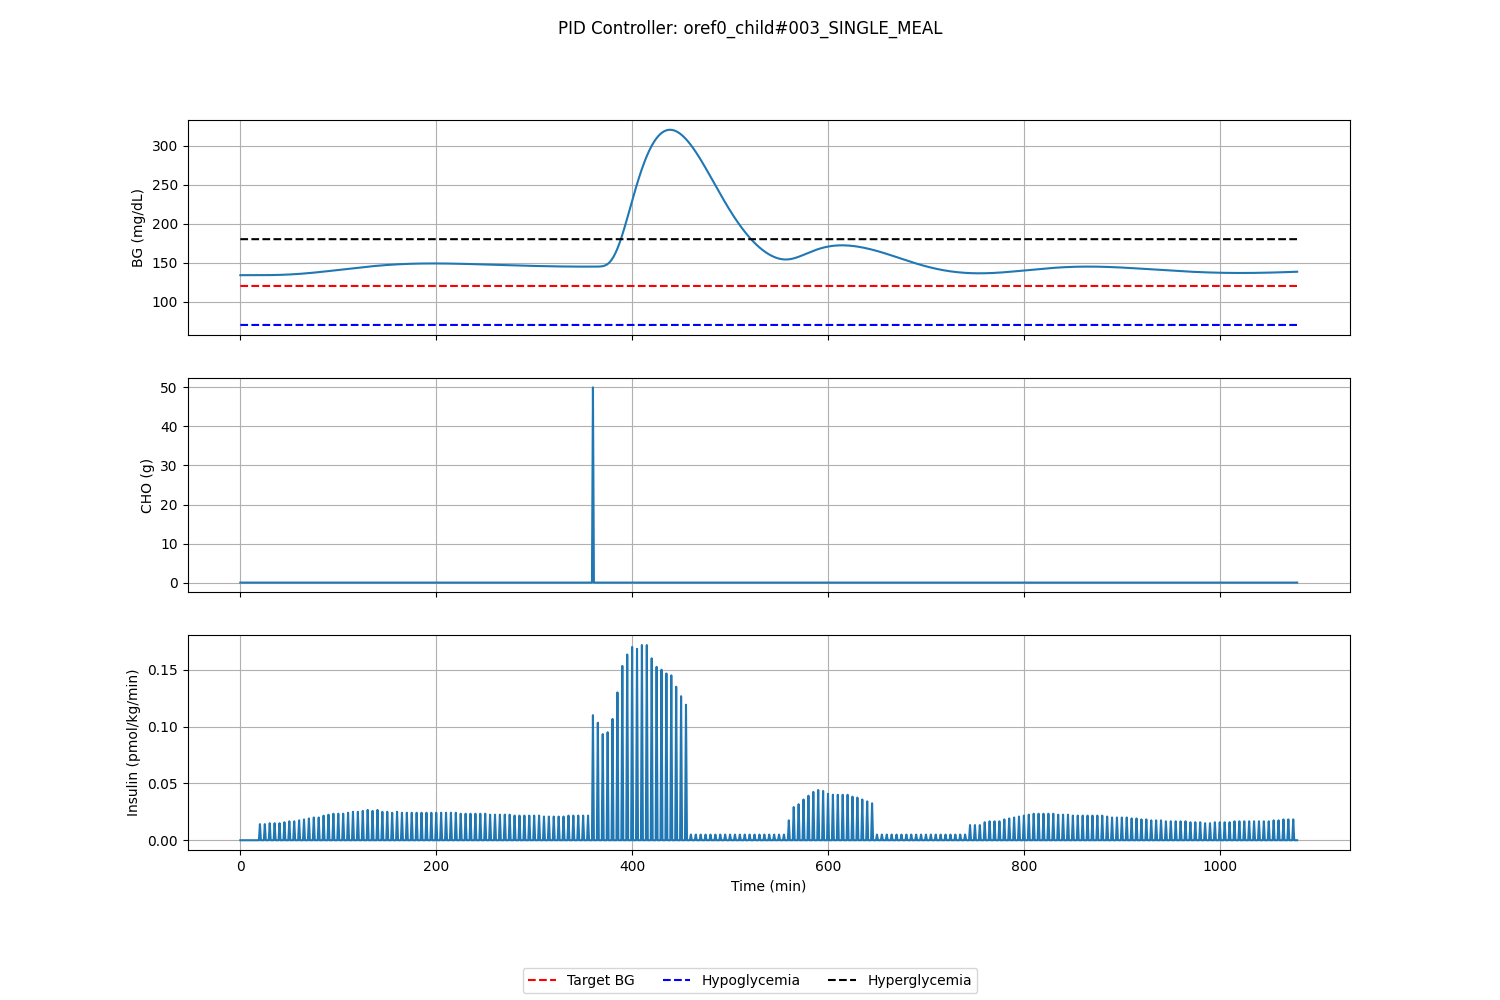 PID Controller: oref0_child#003_SINGLE_MEAL
BG (mg/dL)
300
250
200
150
100
CHO (g)
50
40
30
20
10
0
Insulin (pmol/kg/min)
0.15
0.10
0.05
0.00
0 200 400 600 800 1000
Time (min)
Target BG Hypoglycemia Hyperglycemia